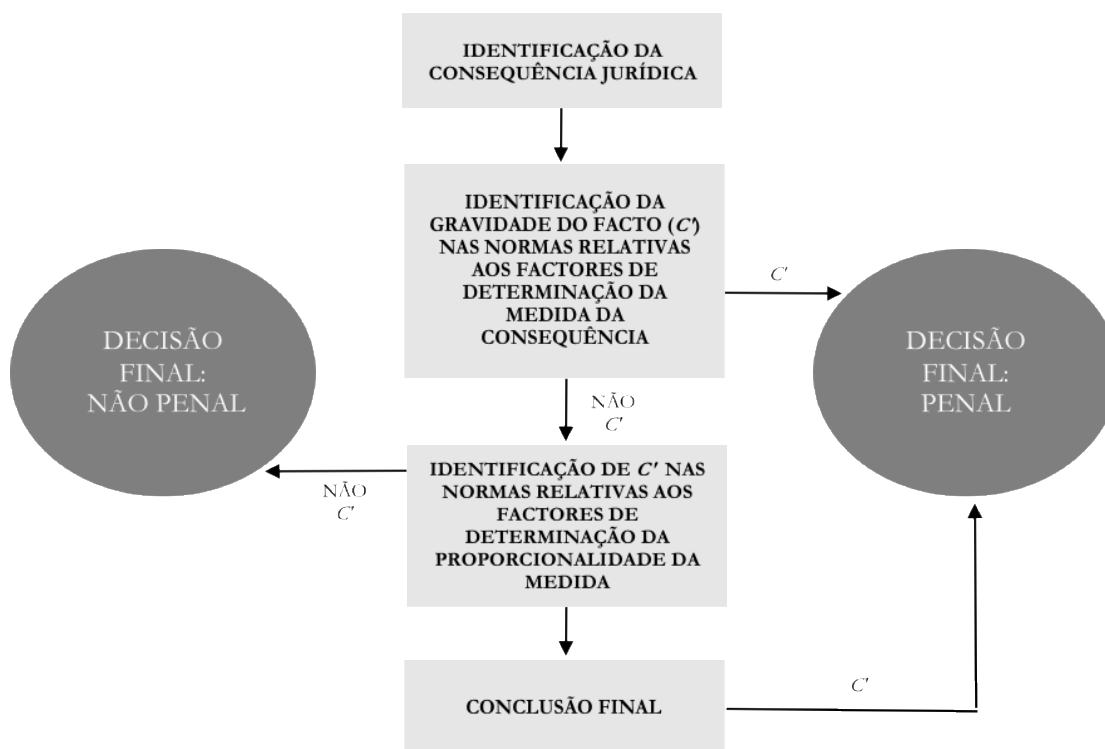 IDENTIFICAÇÃO DA
CONSEQUÊNCIA JURÍDICA
IDENTIFICAÇÃO DA
GRAVIDADE DO FACTO (C')
NAS NORMAS RELATIVAS
AOS FACTORES DE
DETERMINAÇÃO DA
MEDIDA DA
CONSEQUÊNCIA
C'
DECISÃO
FINAL:
NÃO PENAL
DECISÃO
FINAL:
PENAL
NÃO
C'
IDENTIFICAÇÃO DE C' NAS
NORMAS RELATIVAS AOS
FACTORES DE
DETERMINAÇÃO DA
PROPORCIONALIDADE DA
MEDIDA
NÃO
C'
CONCLUSÃO FINAL
C'